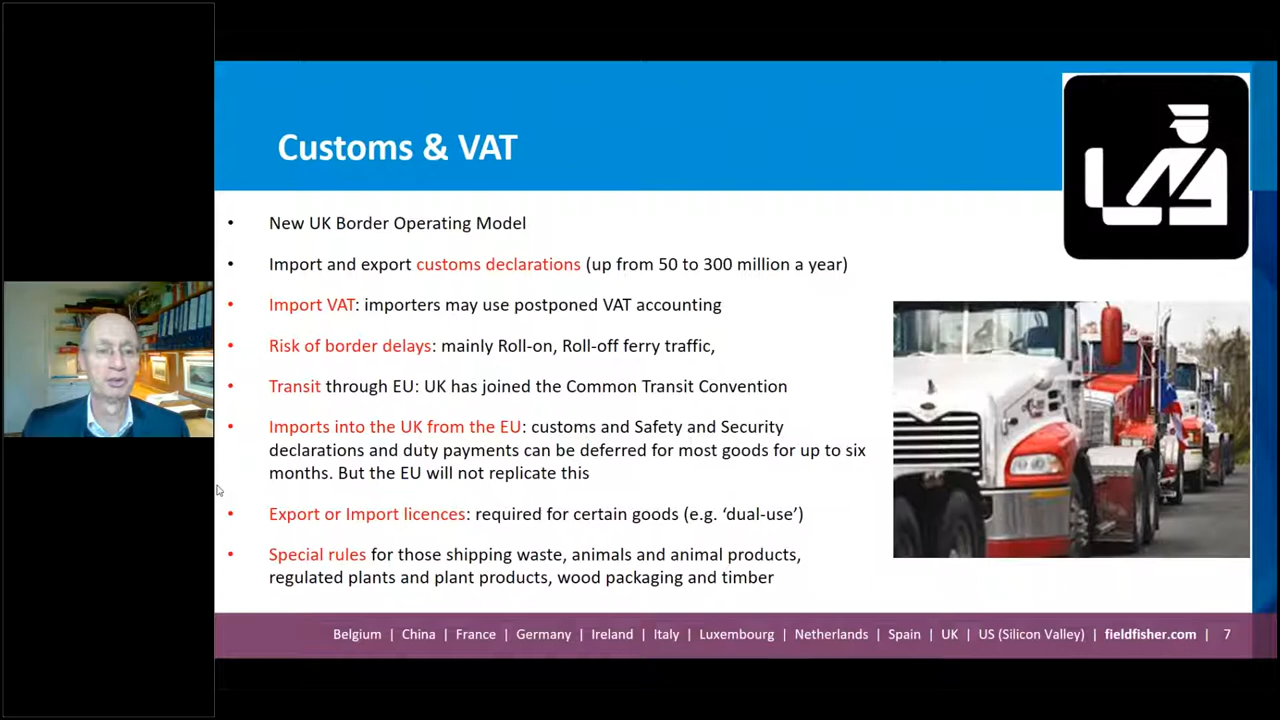 Customs & VAT
• New UK Border Operating Model
• Import and export customs declarations (up from 50 to 300 million a year)
• Import VAT: importers may use postponed VAT accounting
• Risk of border delays: mainly Roll-on, Roll-off ferry traffic,
• Transit through EU: UK has joined the Common Transit Convention
• Imports into the UK from the EU: customs and Safety and Security
declarations and duty payments can be deferred for most goods for up to six
months. But the EU will not replicate this
• Export or Import licences: required for certain goods (e.g. ‘dual-use’)
• Special rules for those shipping waste, animals and animal products,
regulated plants and plant products, wood packaging and timber
Belgium | China | France | Germany | Ireland | Italy | Luxembourg | Netherlands | Spain | UK | US (Silicon Valley) | fieldfisher.com | 7